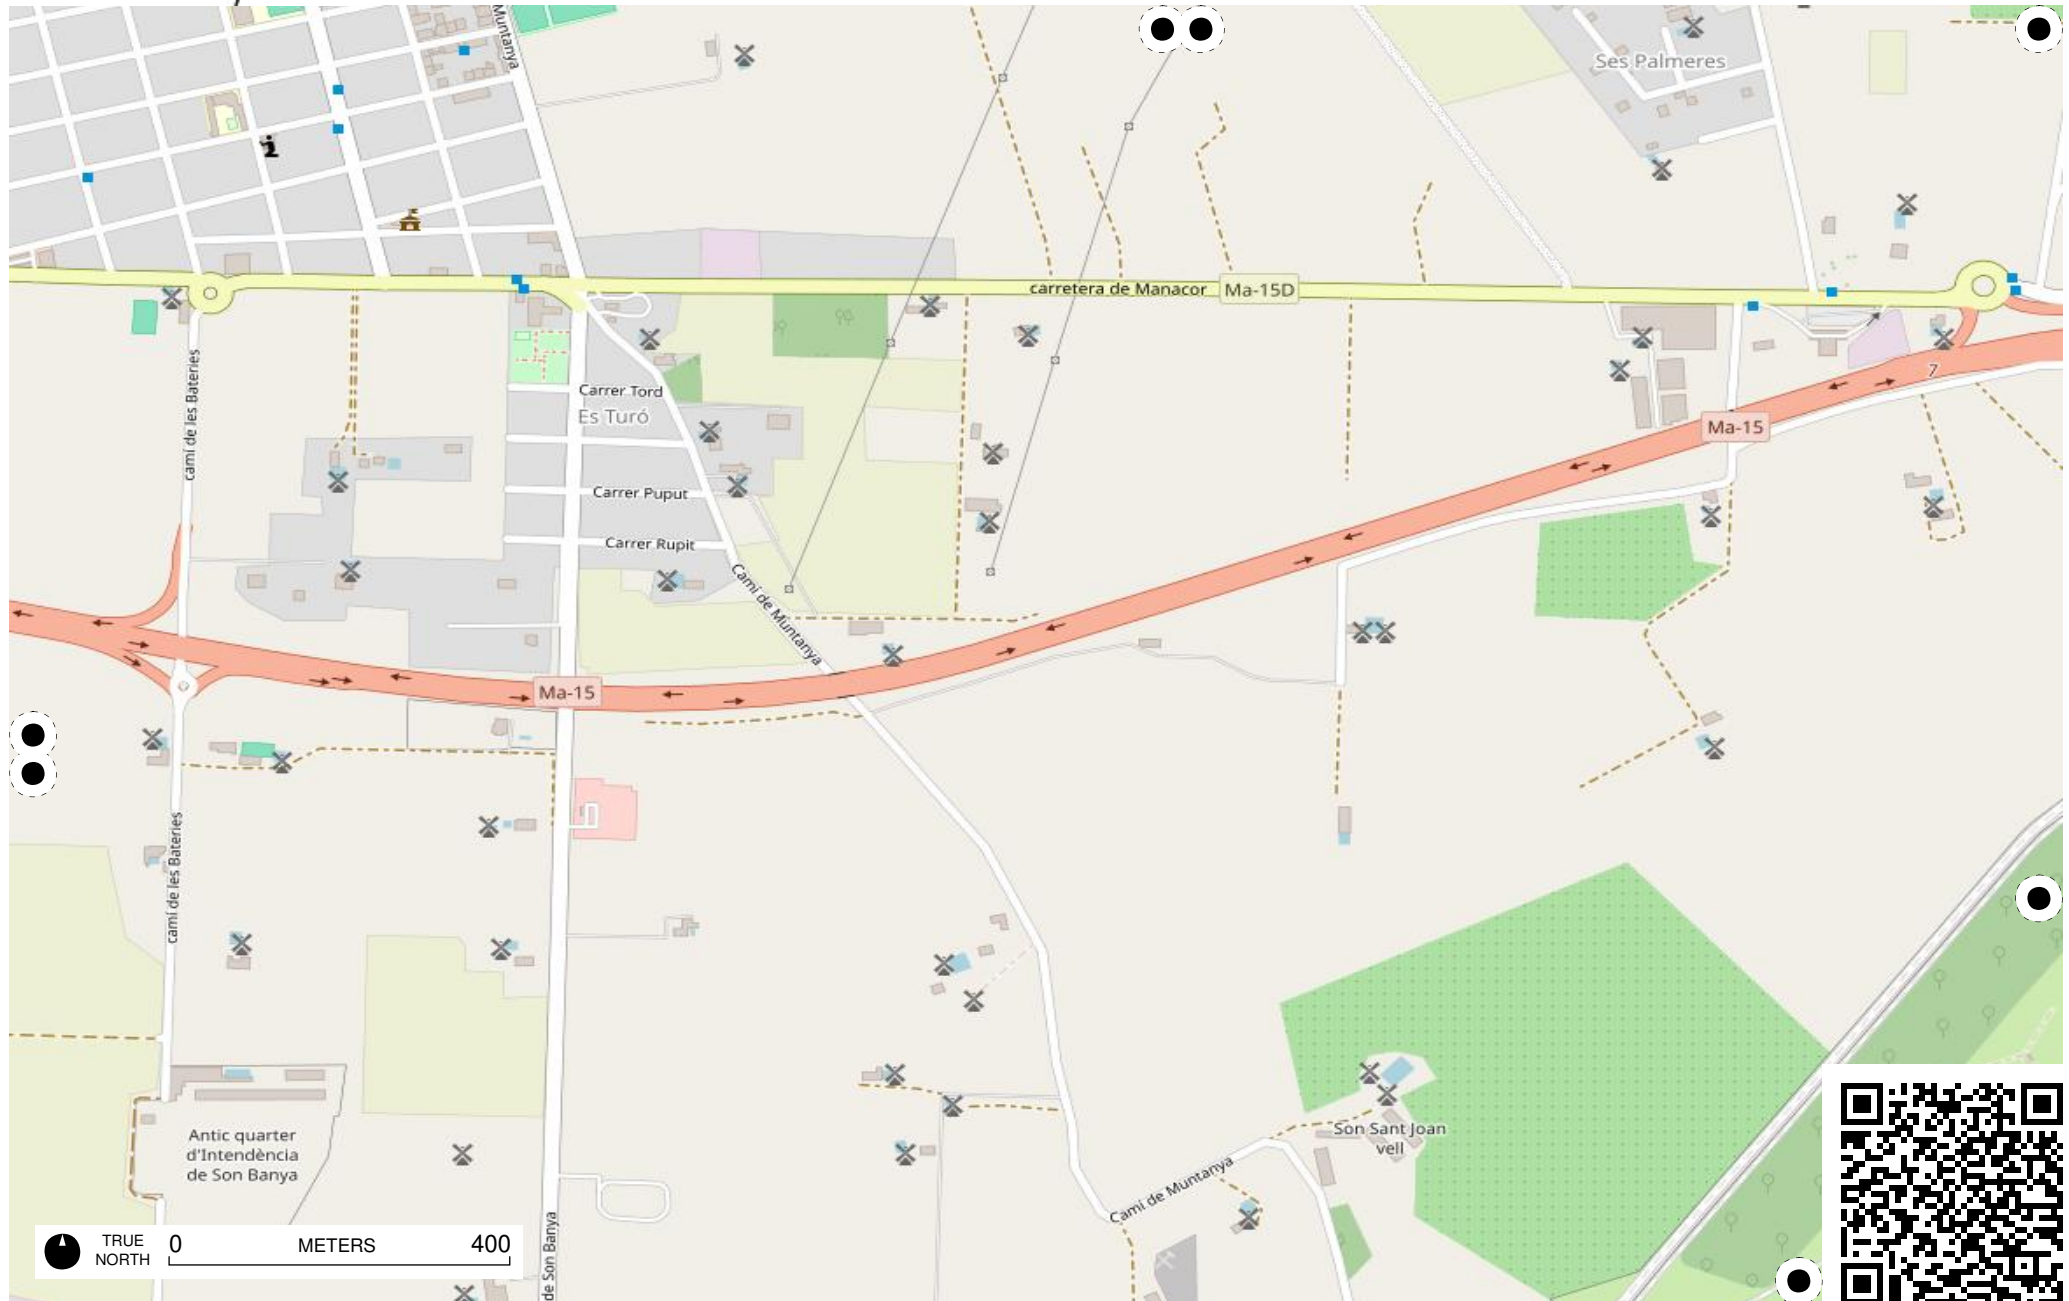 Muntanya
Ses Palmeres
carretera de Manacor
Ma-15D
camí de les Bateries
Carrer Tord
Es Turó
7
Ma-15
Carrer Puput
Carrer Rupit
Camí de Muntanya
Ma-15
camí de les Bateries
Antic quarter
d'Intendència
de Son Banya
Son Sant Joan
vell
Camí de Muntanya
de Son Banya
TRUE
NORTH
0 METERS 400